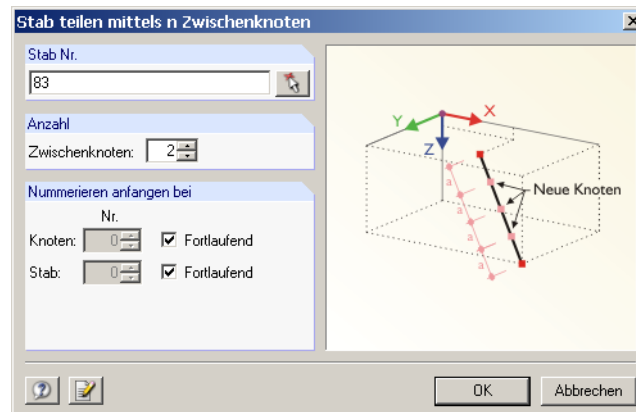 Stab teilen mittels n Zwischenknoten
Stab Nr.
83
Anzahl
Zwischenknoten: 2
Nummerieren anfangen bei
Nr.
Knoten: 0 Fortlaufend
Stab: 0 Fortlaufend
X
Y
Z
a
a
a
a
Neue Knoten
OK
Abbrechen